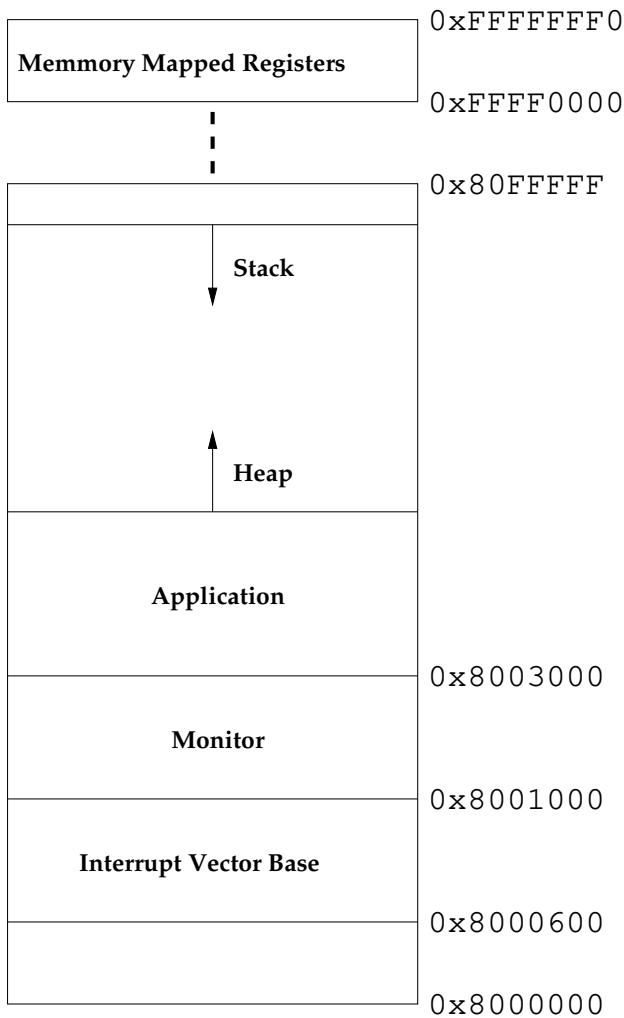 0xFFFFFFF0
Memmory Mapped Registers
0xFFFF0000
0x80FFFFF
Stack
Heap
Application
0x8003000
Monitor
0x8001000
Interrupt Vector Base
0x8000600
0x8000000